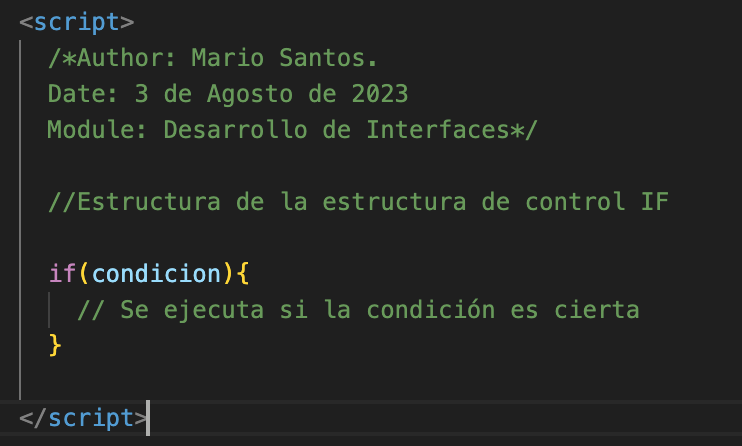 <script>
/*Author: Mario Santos.
Date: 3 de Agosto de 2023
Module: Desarrollo de Interfaces*/
//Estructura de la estructura de control IF
if(condicion){
// Se ejecuta si la condición es cierta
}
</script>